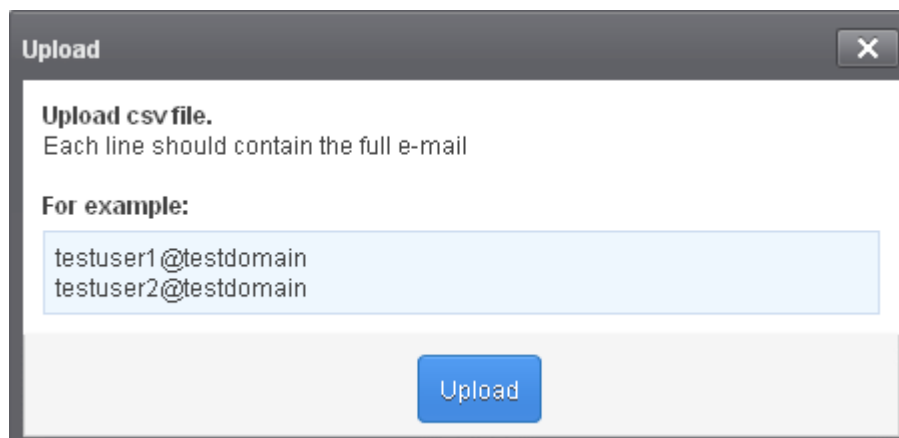 Upload
Upload csv file.
Each line should contain the full e-mail
For example:
testuser1@testdomain
testuser2@testdomain
Upload